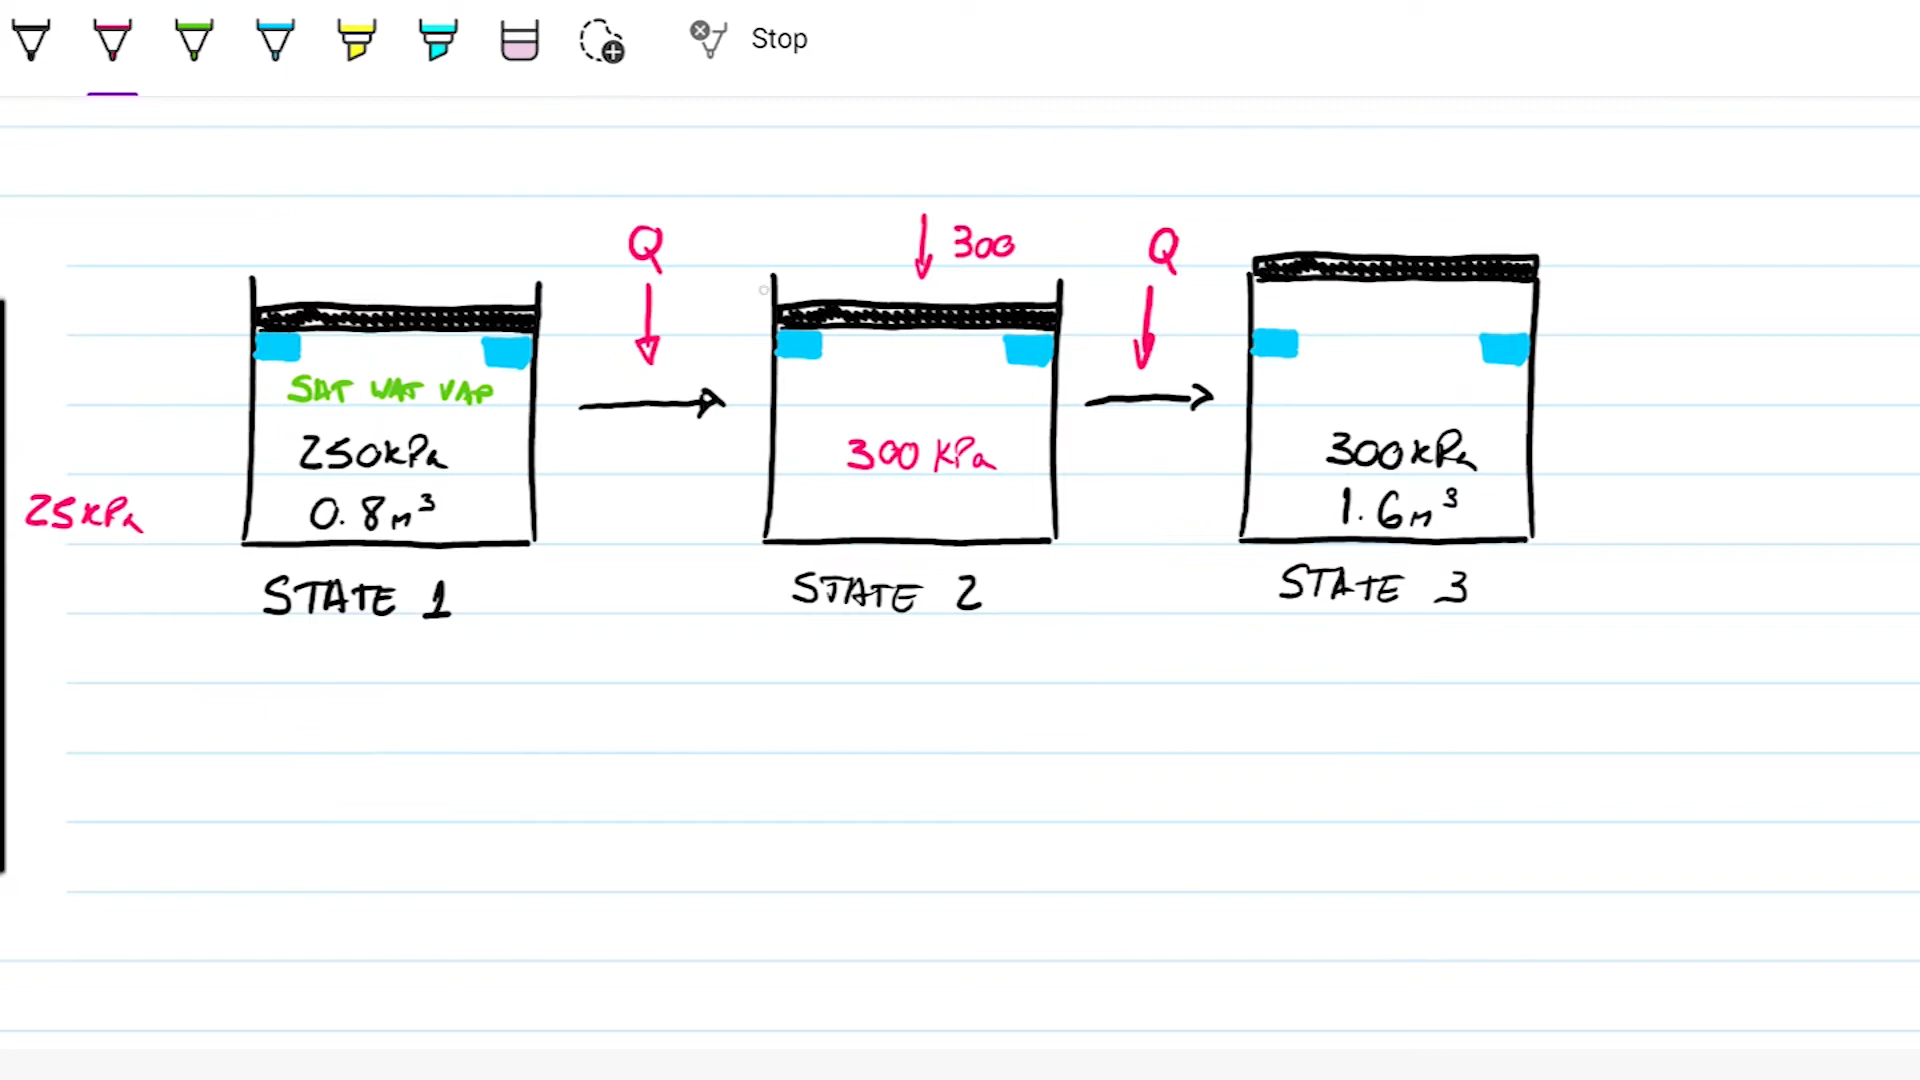 Stop
Q
300
Q
SAT WAT VAP
250kPa
300 kPa
300kPa
25kPa
0.8m³
1.6m³
STATE 1
STATE 2
STATE 3